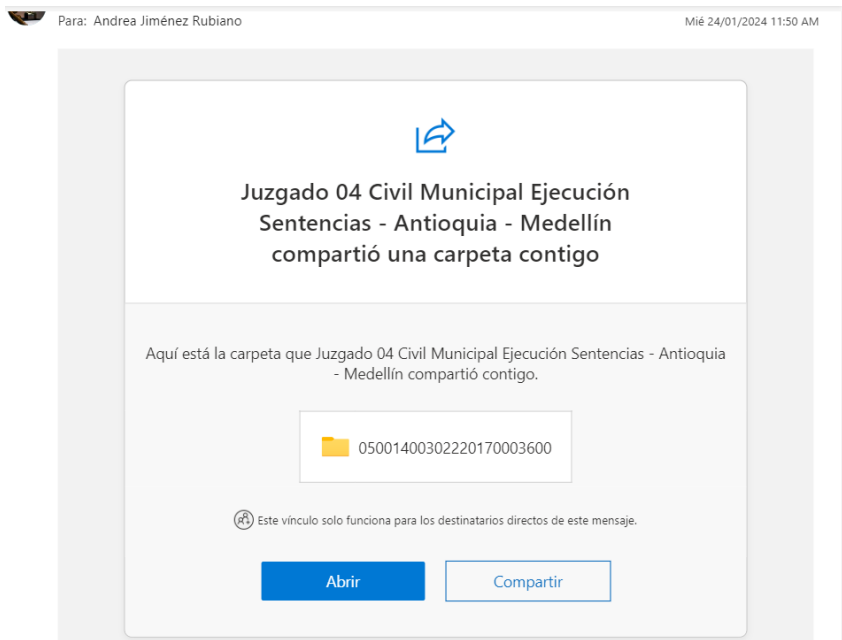 Para: Andrea Jiménez Rubiano
Mié 24/01/2024 11:50 AM
Juzgado 04 Civil Municipal Ejecución
Sentencias - Antioquia - Medellín
compartió una carpeta contigo
Aquí está la carpeta que Juzgado 04 Civil Municipal Ejecución Sentencias - Antioquia
- Medellín compartió contigo.
05001400302220170003600
Este vínculo solo funciona para los destinatarios directos de este mensaje.
Abrir
Compartir